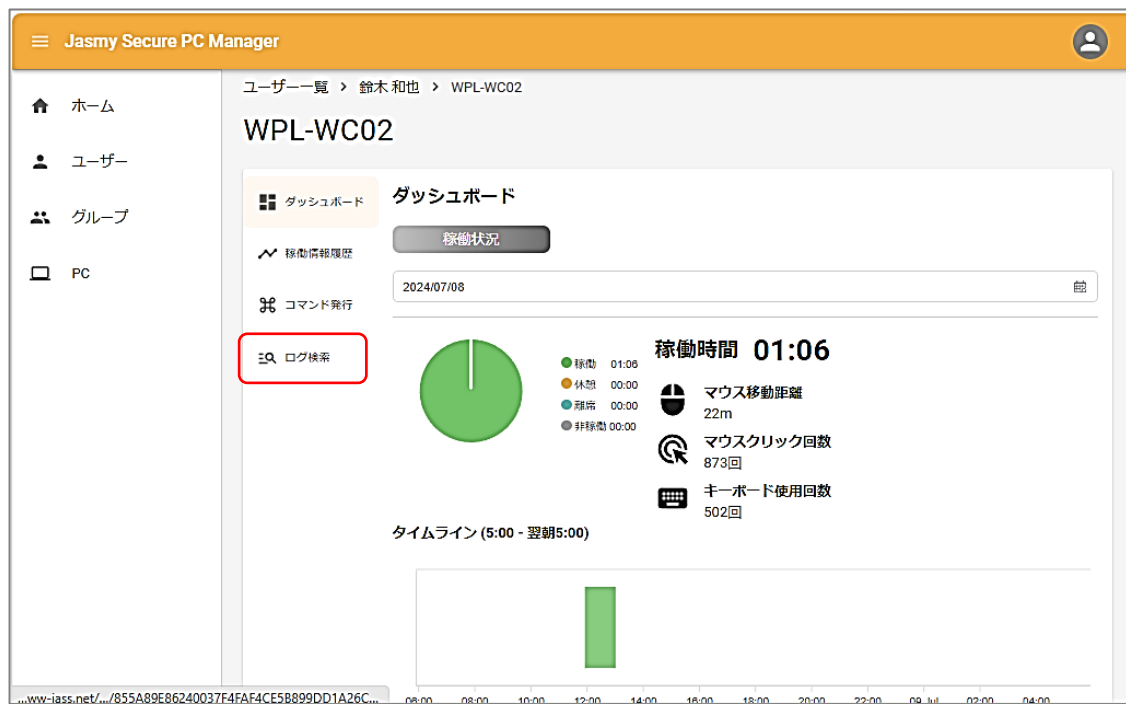 Jasmy Secure PC Manager
ホーム
ユーザー
グループ
PC
ユーザー一覧 > 鈴木 和也 > WPL-WC02
WPL-WC02
ダッシュボード
稼働情報履歴
コマンド発行
ログ検索
ダッシュボード
稼働状況
2024/07/08
稼働 01:06
休憩 00:00
離席 00:00
非稼働 00:00
稼働時間 01:06
マウス移動距離
22m
マウスクリック回数
873回
キーボード使用回数
502回
タイムライン (5:00 - 翌朝5:00)
06:00 08:00 10:00 12:00 14:00 16:00 18:00 20:00 22:00 09 Jul 02:00 04:00
...ww-jass.net/.../855A89E86240037F4FAF4CE5B899DD1A26C...